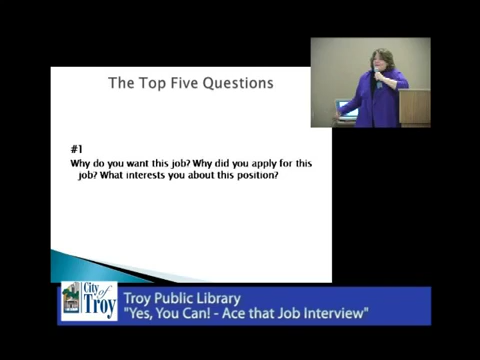 The Top Five Questions
#1
Why do you want this job? Why did you apply for this
job? What interests you about this position?
City
of
Troy
Troy Public Library
"Yes, You Can! - Ace that Job Interview"